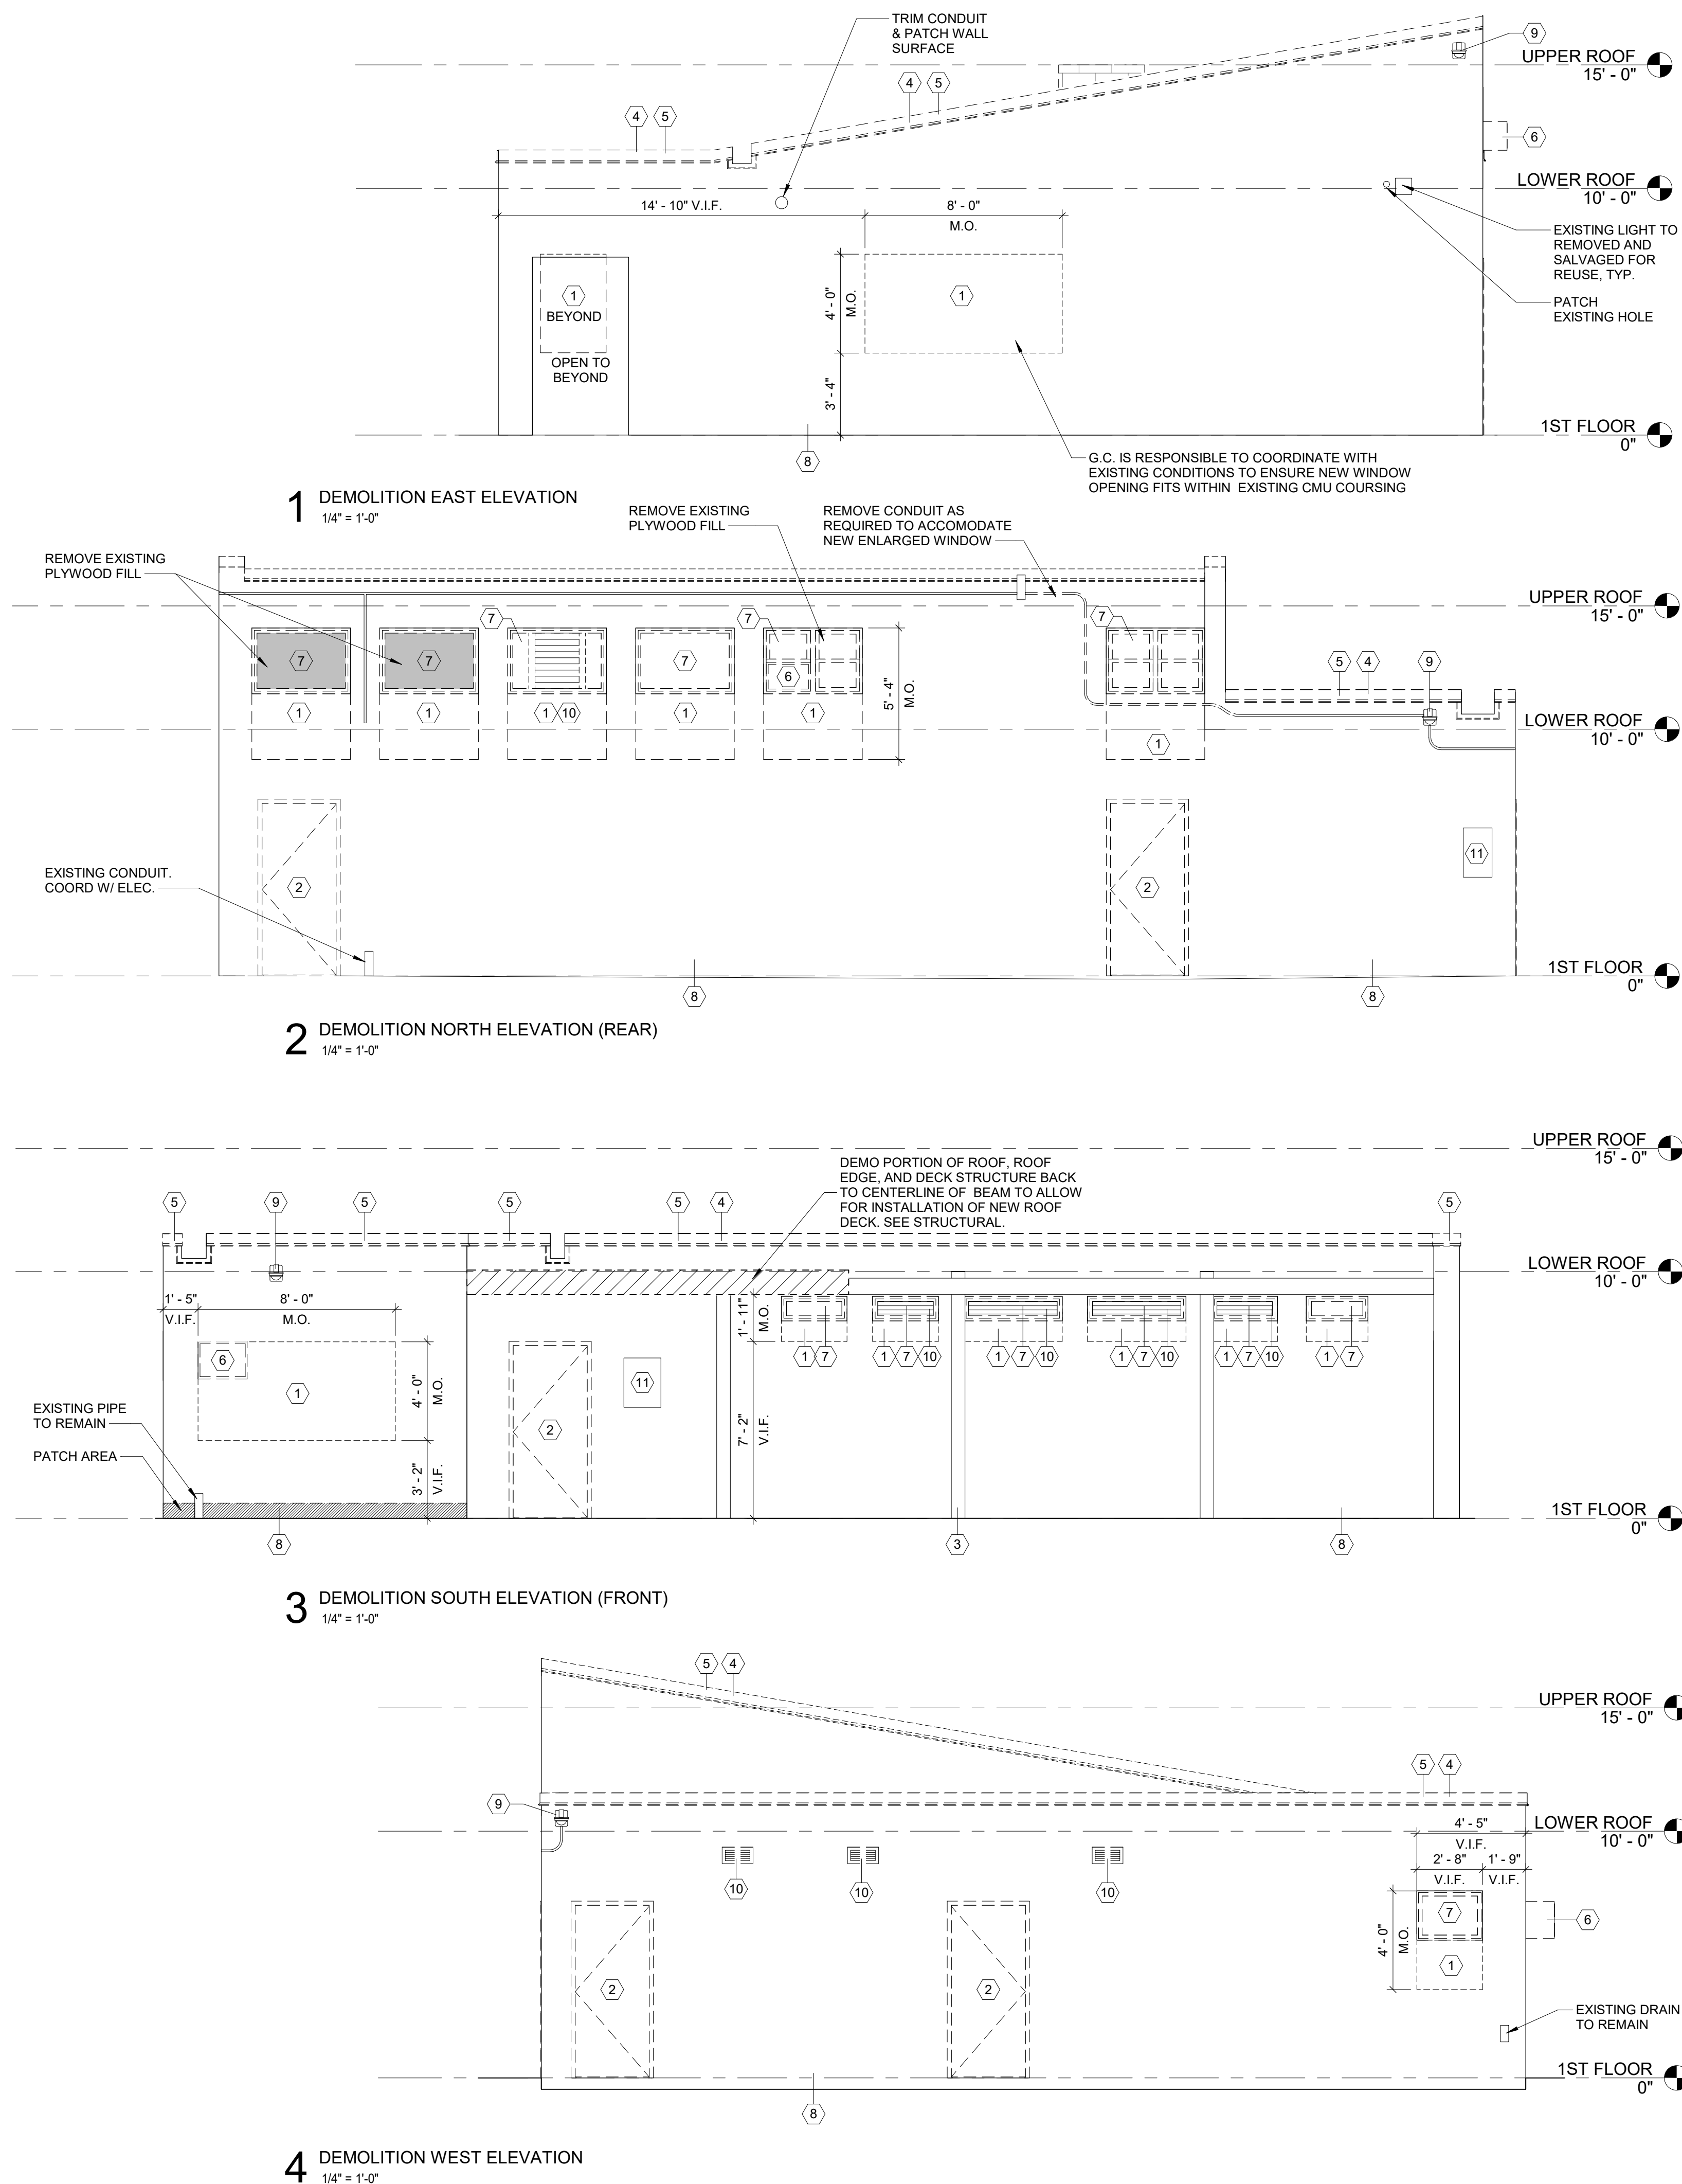 TRIM CONDUIT
& PATCH WALL
SURFACE
9
UPPER ROOF
15' - 0"
4 5
4 5
6
LOWER ROOF
10' - 0"
14' - 10" V.I.F.
8' - 0"
M.O.
EXISTING LIGHT TO
REMOVED AND
SALVAGED FOR
REUSE, TYP.
1
BEYOND
4' - 0"
M.O.
1
PATCH
EXISTING HOLE
OPEN TO
BEYOND
3' - 4"
1ST FLOOR
0"
8
G.C. IS RESPONSIBLE TO COORDINATE WITH
EXISTING CONDITIONS TO ENSURE NEW WINDOW
OPENING FITS WITHIN EXISTING CMU COURSING
1 DEMOLITION EAST ELEVATION
1/4" = 1'-0"
REMOVE EXISTING
PLYWOOD FILL
REMOVE CONDUIT AS
REQUIRED TO ACCOMODATE
NEW ENLARGED WINDOW
REMOVE EXISTING
PLYWOOD FILL
UPPER ROOF
15' - 0"
7 7 7
7 7 7 6
5 4 9
5' - 4"
M.O.
1 1 1 10 1 1
LOWER ROOF
10' - 0"
1
11
EXISTING CONDUIT.
COORD W/ ELEC.
2 2
1ST FLOOR
0"
8 8
2 DEMOLITION NORTH ELEVATION (REAR)
1/4" = 1'-0"
UPPER ROOF
15' - 0"
DEMO PORTION OF ROOF, ROOF
EDGE, AND DECK STRUCTURE BACK
TO CENTERLINE OF BEAM TO ALLOW
FOR INSTALLATION OF NEW ROOF
DECK. SEE STRUCTURAL.
5 9 5 5 5 4 5
LOWER ROOF
10' - 0"
1' - 5"
V.I.F.
8' - 0"
M.O.
1' - 11"
M.O.
6
1 7 1 7 10 1 7 10 1 7 10 1 7 10 1 7
11
1
4' - 0"
M.O.
EXISTING PIPE
TO REMAIN
2
7' - 2"
V.I.F.
PATCH AREA
3' - 2"
V.I.F.
1ST FLOOR
0"
8 3 8
3 DEMOLITION SOUTH ELEVATION (FRONT)
1/4" = 1'-0"
5 4
UPPER ROOF
15' - 0"
5 4
9
LOWER ROOF
10' - 0"
4' - 5"
V.I.F.
2' - 8"
V.I.F.
1' - 9"
V.I.F.
10 10 10
7
6
4' - 0"
M.O.
1
2 2
EXISTING DRAIN
TO REMAIN
1ST FLOOR
0"
8
4 DEMOLITION WEST ELEVATION
1/4" = 1'-0"